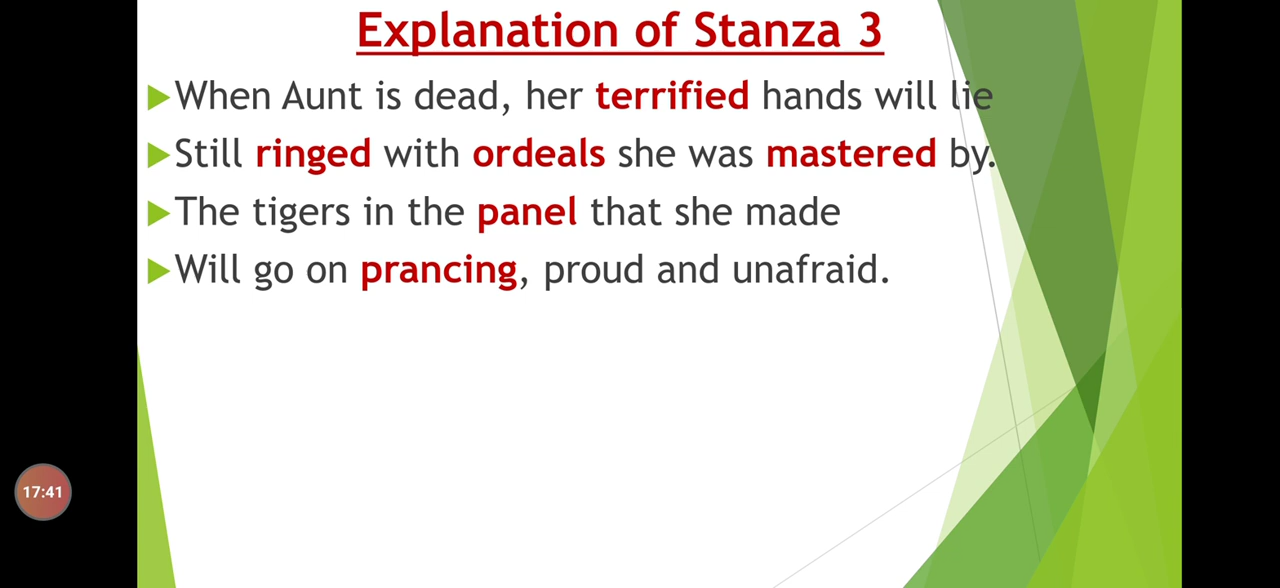 Explanation of Stanza 3
When Aunt is dead, her terrified hands will lie
Still ringed with ordeals she was mastered by.
The tigers in the panel that she made
Will go on prancing, proud and unafraid.
17:41